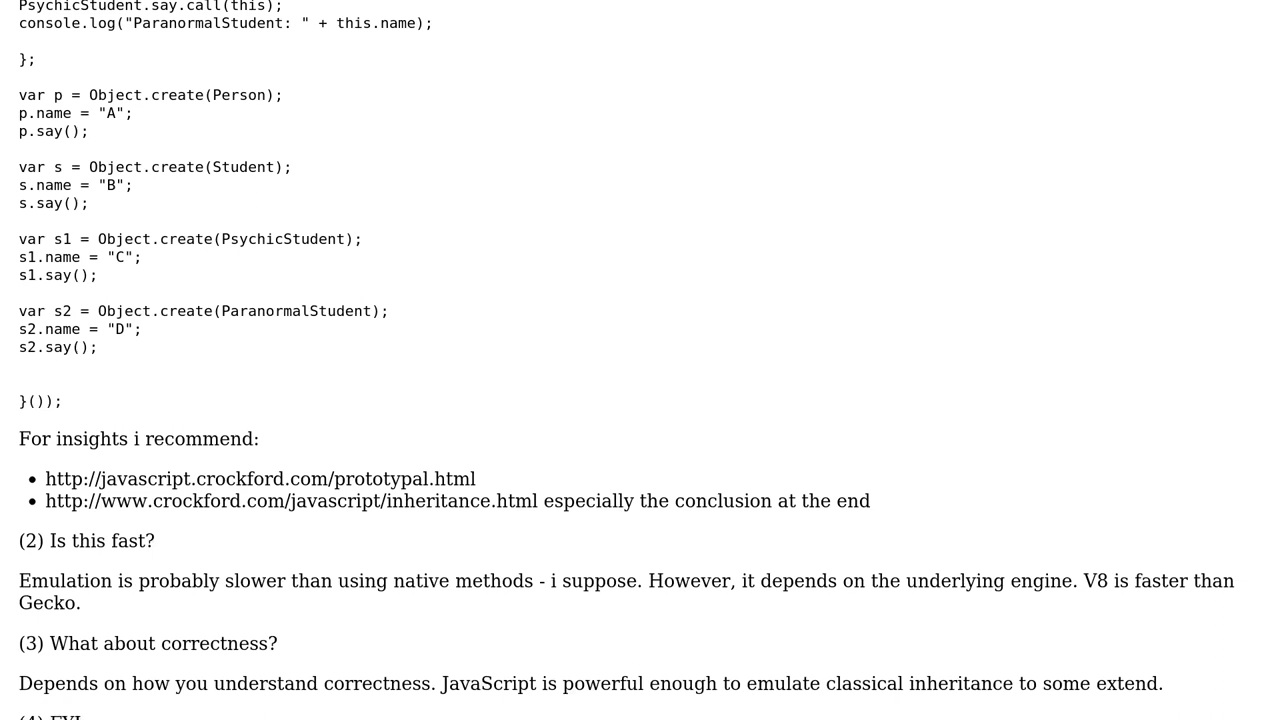 PsychicStudent.say.call(this);
console.log("ParanormalStudent: " + this.name);
};
var p = Object.create(Person);
p.name = "A";
p.say();
var s = Object.create(Student);
s.name = "B";
s.say();
var s1 = Object.create(PsychicStudent);
s1.name = "C";
s1.say();
var s2 = Object.create(ParanormalStudent);
s2.name = "D";
s2.say();
}());
For insights i recommend:
• http://javascript.crockford.com/prototypal.html
• http://www.crockford.com/javascript/inheritance.html especially the conclusion at the end
(2) Is this fast?
Emulation is probably slower than using native methods - i suppose. However, it depends on the underlying engine. V8 is faster than
Gecko.
(3) What about correctness?
Depends on how you understand correctness. JavaScript is powerful enough to emulate classical inheritance to some extend.
(4) FYI